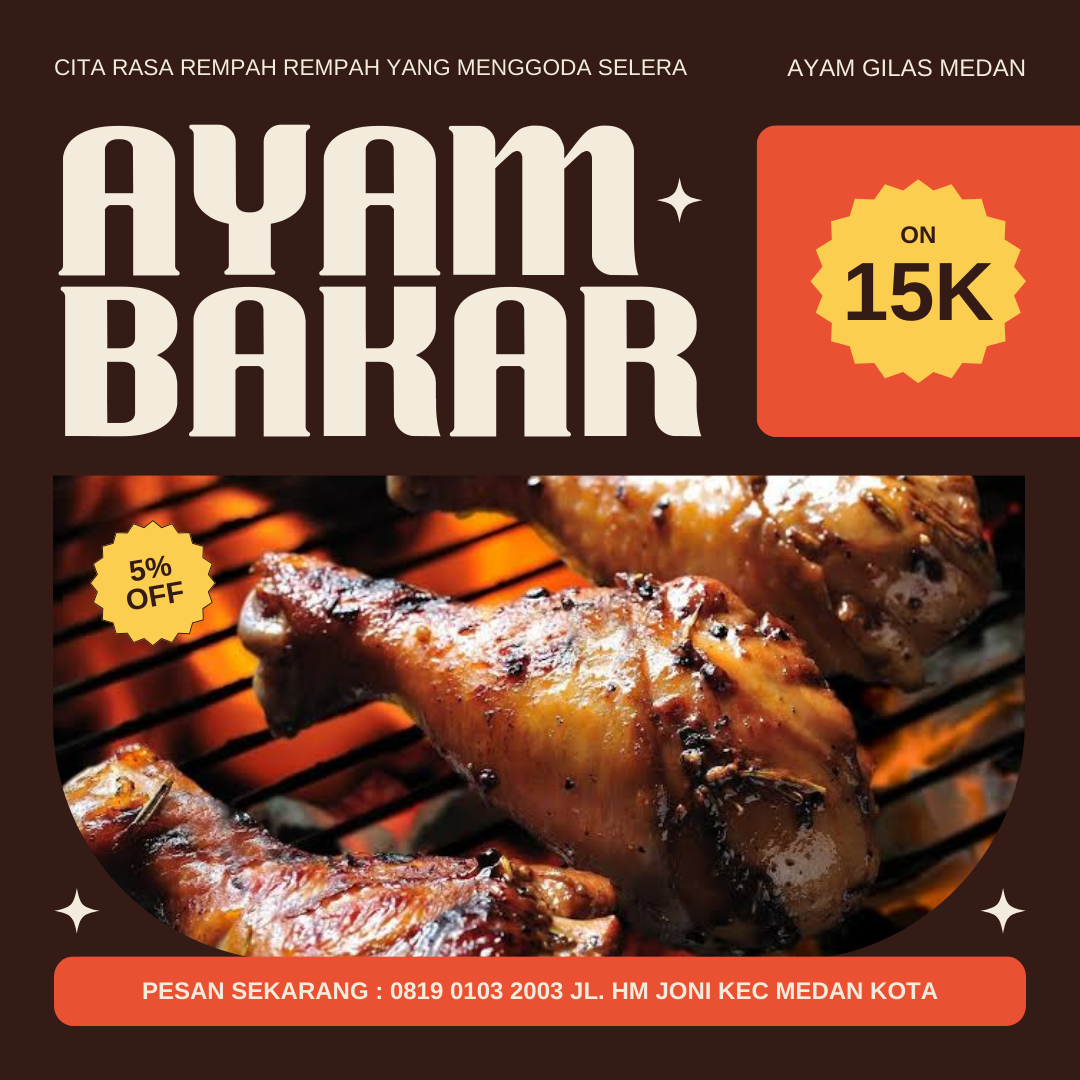 CITA RASA REMPAH REMPAH YANG MENGGODA SELERA
AYAM GILAS MEDAN
AYAM
BAKAR
ON
15K
5%
OFF
PESAN SEKARANG : 0819 0103 2003 JL. HM JONI KEC MEDAN KOTA